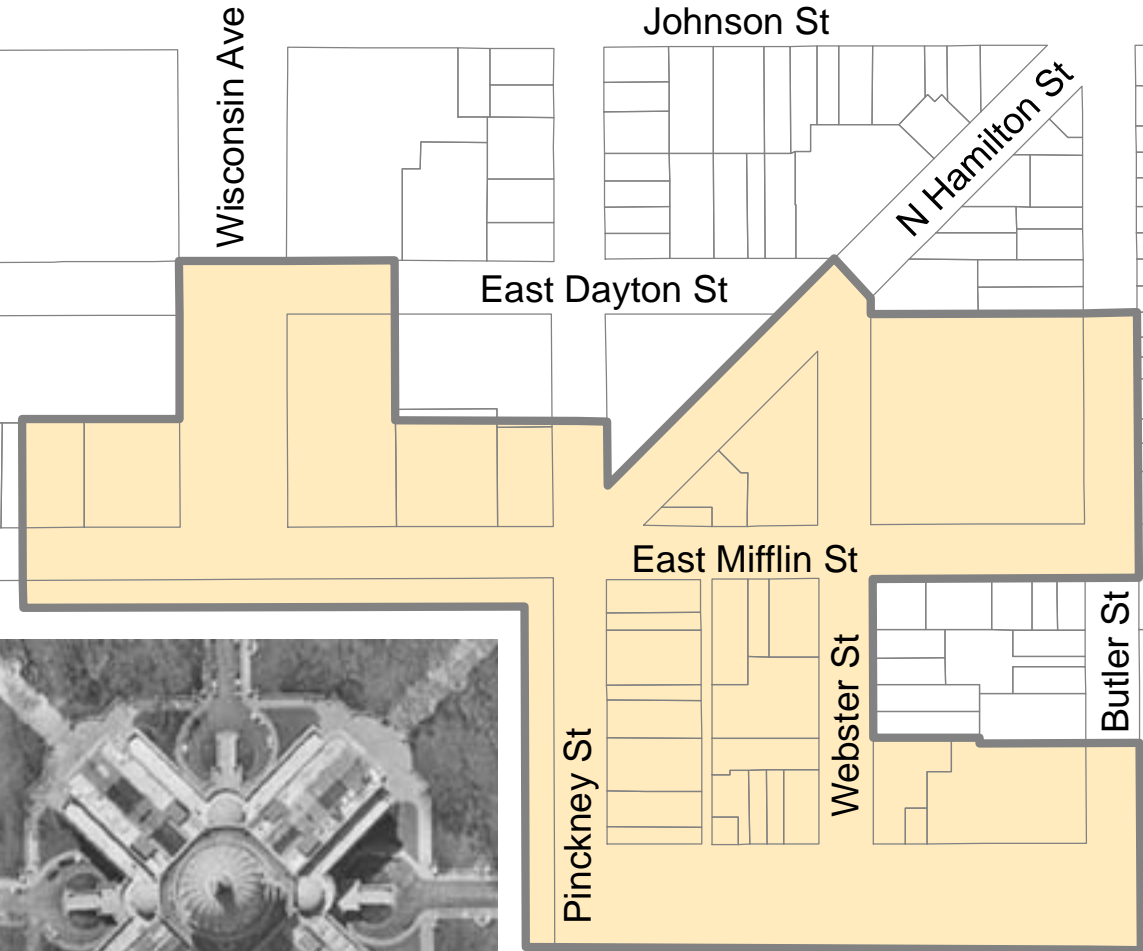 Johnson St
Wisconsin Ave
N Hamilton St
East Dayton St
East Mifflin St
Butler St
Webster St
Pinckney St